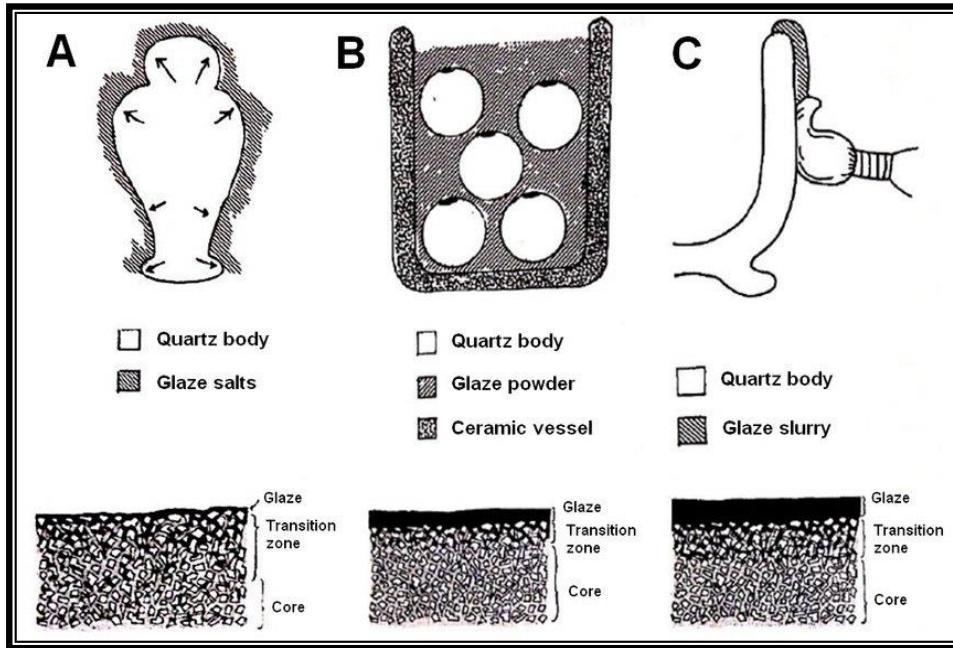 A
B
C
Quartz body
Glaze salts
Quartz body
Glaze powder
Ceramic vessel
Quartz body
Glaze slurry
Glaze
Transition
zone
Core
Glaze
Transition
zone
Core
Glaze
Transition
zone
Core